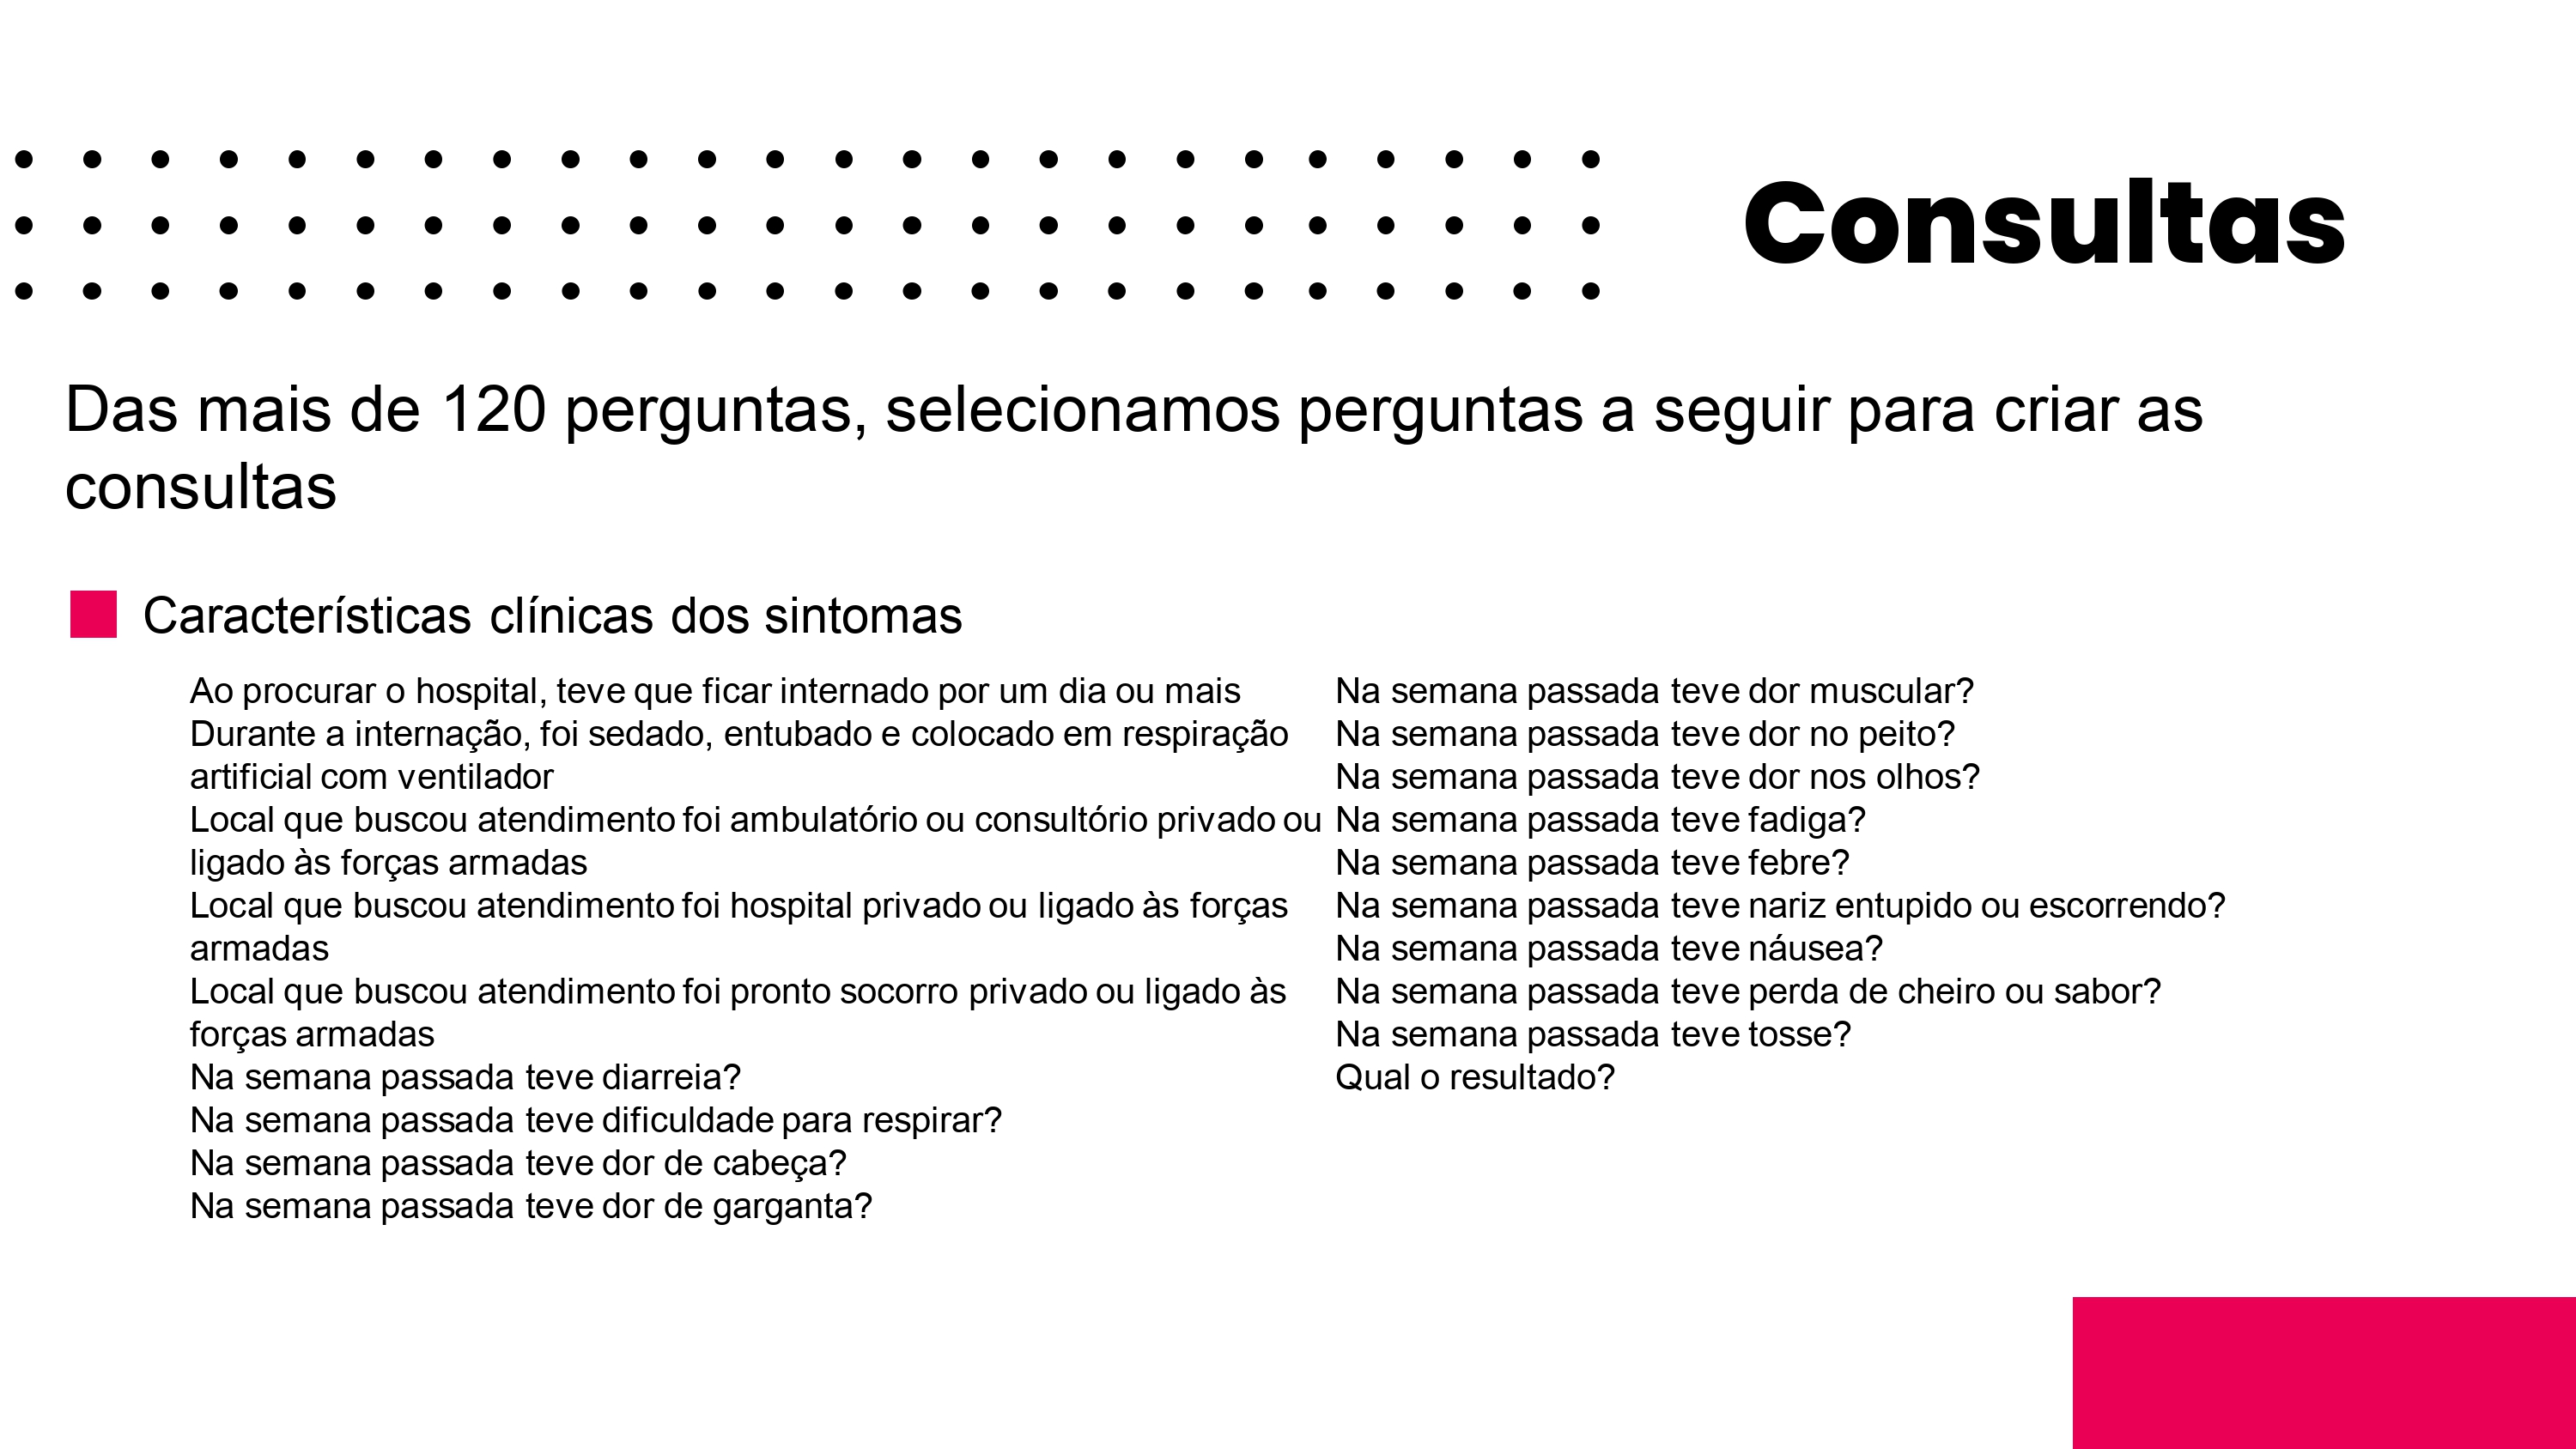 Consultas
Das mais de 120 perguntas, selecionamos perguntas a seguir para criar as
consultas
Características clínicas dos sintomas
Ao procurar o hospital, teve que ficar internado por um dia ou mais
Durante a internação, foi sedado, entubado e colocado em respiração
artificial com ventilador
Local que buscou atendimento foi ambulatório ou consultório privado ou
ligado às forças armadas
Local que buscou atendimento foi hospital privado ou ligado às forças
armadas
Local que buscou atendimento foi pronto socorro privado ou ligado às
forças armadas
Na semana passada teve diarreia?
Na semana passada teve dificuldade para respirar?
Na semana passada teve dor de cabeça?
Na semana passada teve dor de garganta?
Na semana passada teve dor muscular?
Na semana passada teve dor no peito?
Na semana passada teve dor nos olhos?
Na semana passada teve fadiga?
Na semana passada teve febre?
Na semana passada teve nariz entupido ou escorrendo?
Na semana passada teve náusea?
Na semana passada teve perda de cheiro ou sabor?
Na semana passada teve tosse?
Qual o resultado?